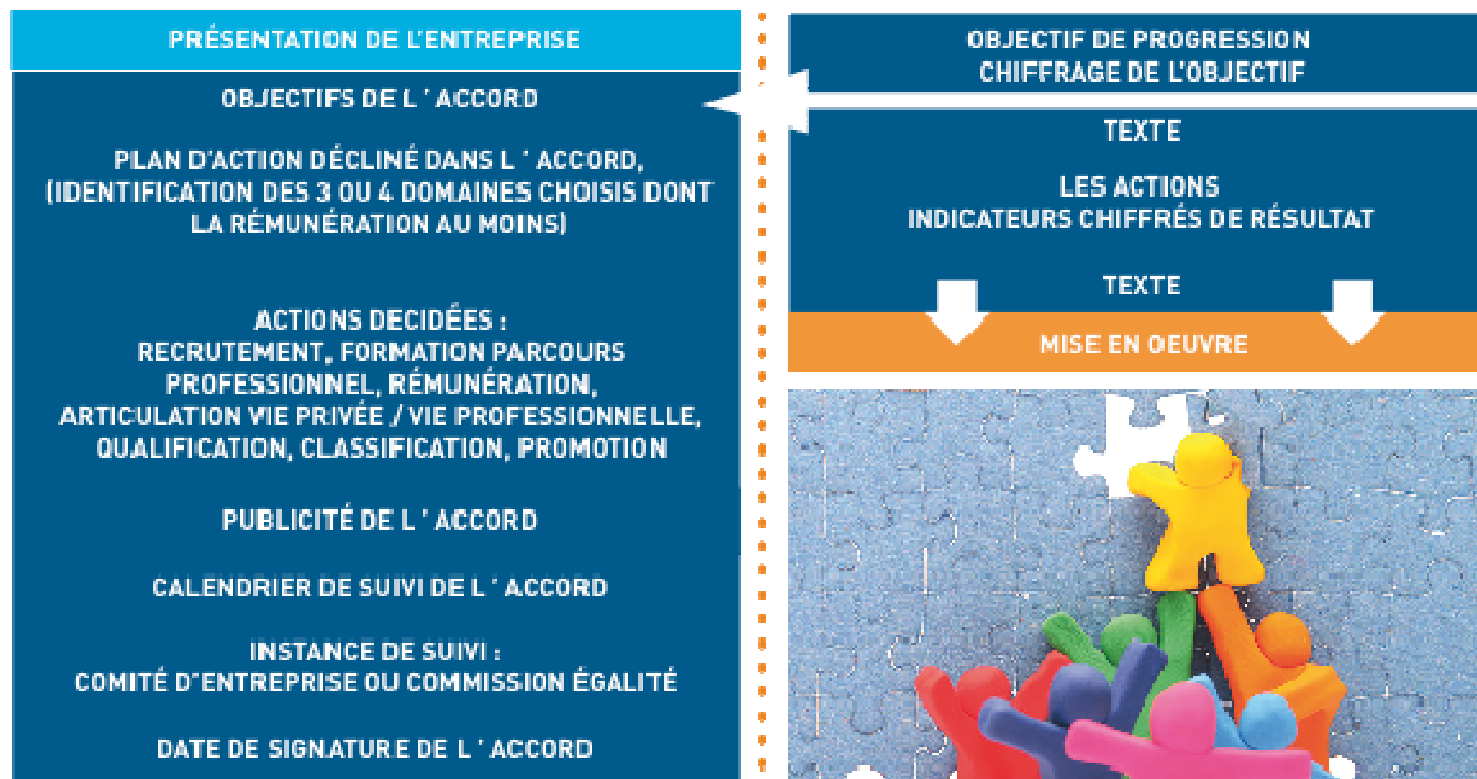 PRÉSENTATION DE L'ENTREPRISE
OBJECTIFS DE L ' ACCORD
PLAN D'ACTION DÉCLINÉ DANS L ' ACCORD,
(IDENTIFICATION DES 3 OU 4 DOMAINES CHOISIS DONT
LA RÉMUNÉRATION AU MOINS)
ACTIONS DECIDÉES :
RECRUTEMENT, FORMATION PARCOURS
PROFESSIONNEL, RÉMUNÉRATION,
ARTICULATION VIE PRIVÉE / VIE PROFESSIONNELLE,
QUALIFICATION, CLASSIFICATION, PROMOTION
PUBLICITÉ DE L ' ACCORD
CALENDRIER DE SUIVI DE L ' ACCORD
INSTANCE DE SUIVI :
COMITÉ D'ENTREPRISE OU COMMISSION ÉGALITÉ
DATE DE SIGNATURE DE L ' ACCORD
OBJECTIF DE PROGRESSION
CHIFFRAGE DE L'OBJECTIF
TEXTE
LES ACTIONS
INDICATEURS CHIFFRÉS DE RÉSULTAT
TEXTE
MISE EN OEUVRE